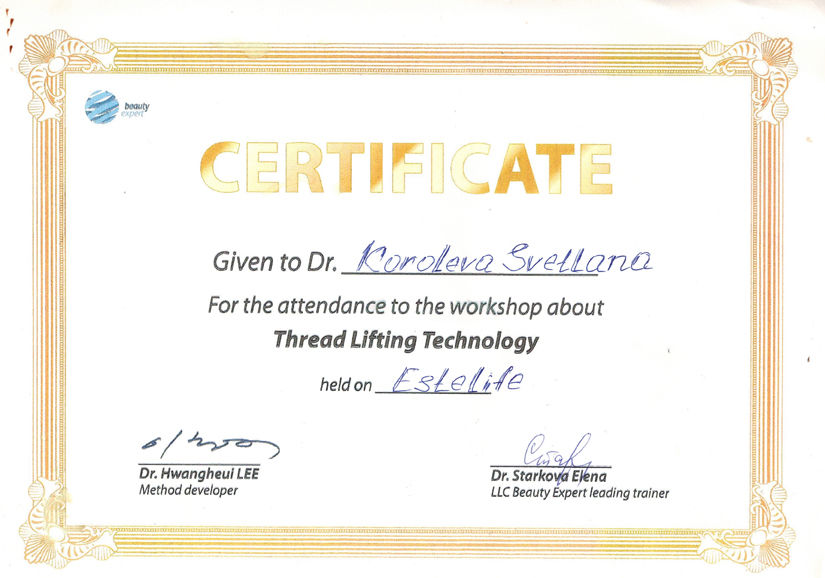 beauty
expert
CERTIFICATE
Given to Dr. Koroleva Svetlana
For the attendance to the workshop about
Thread Lifting Technology
held on Estelife
Dr. Hwangheui LEE
Method developer
Dr. Starkova Elena
LLC Beauty Expert leading trainer